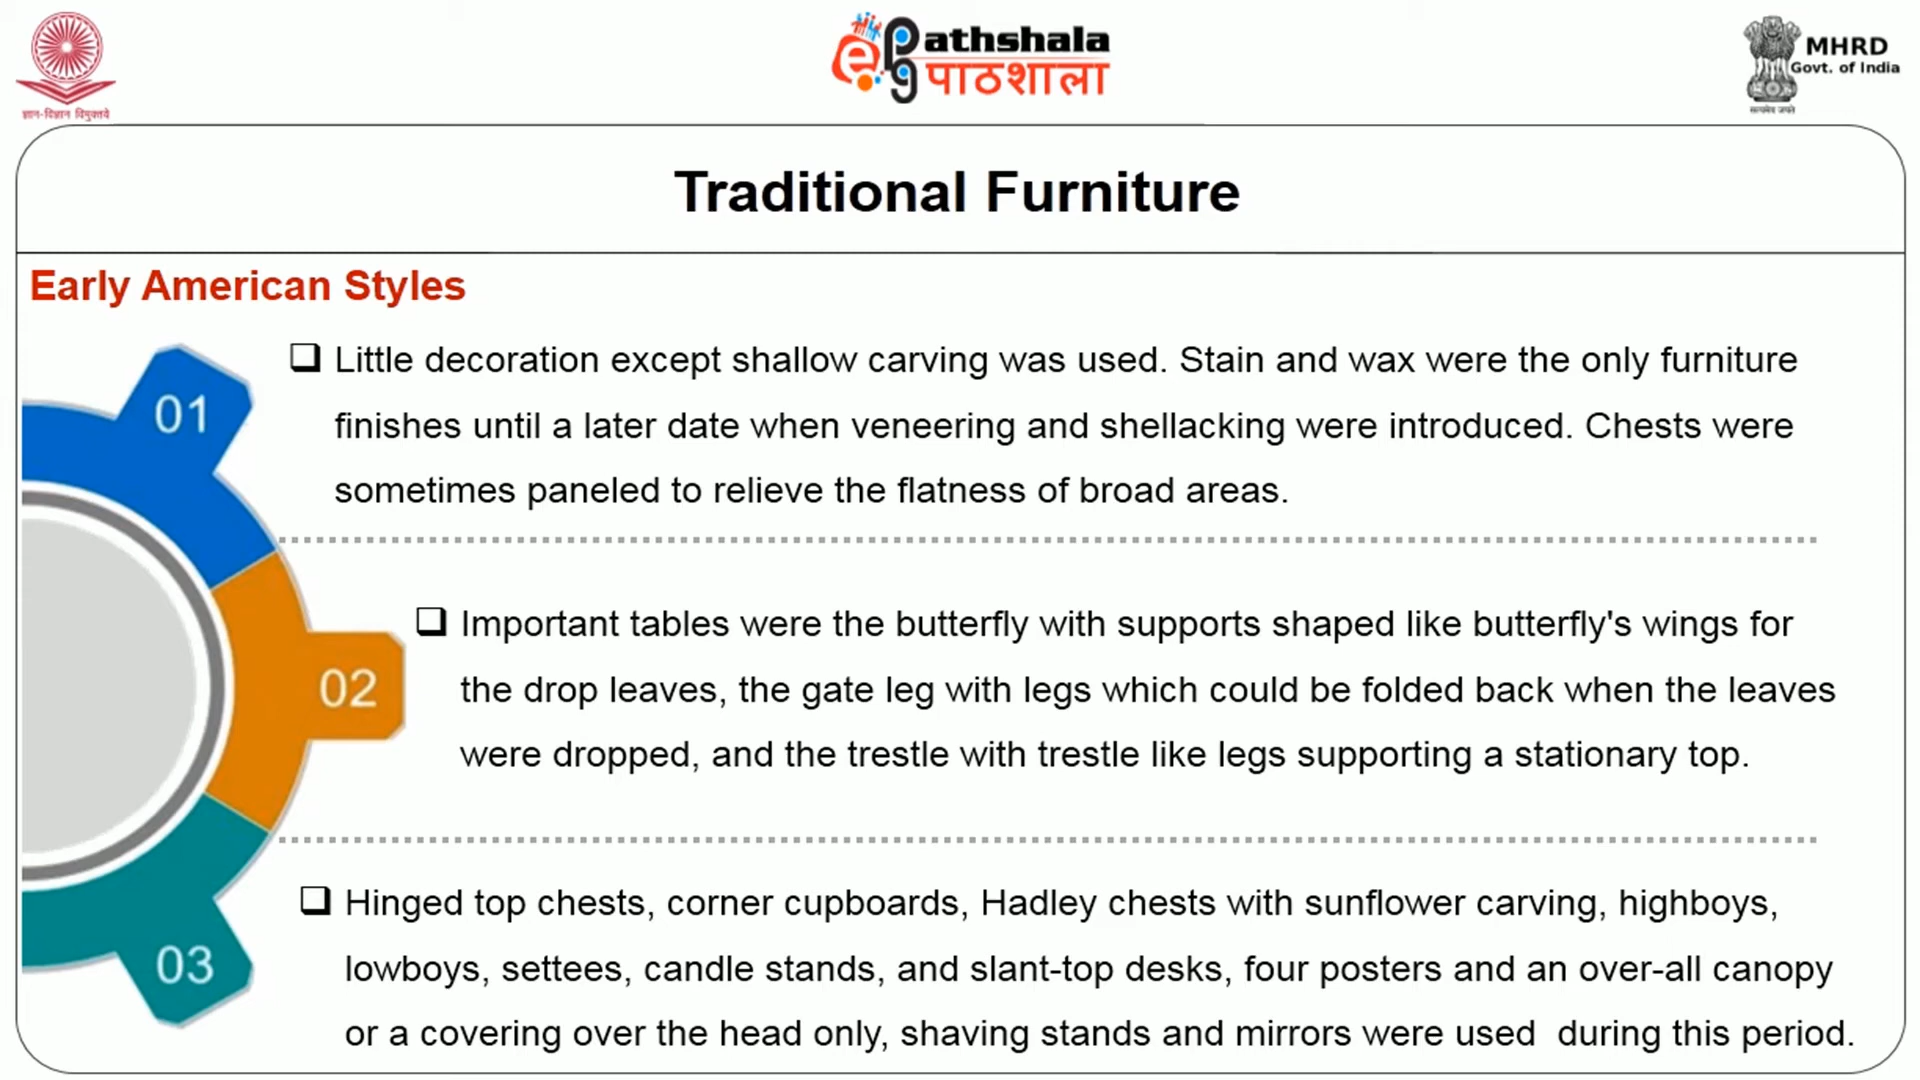 ज्ञान-विज्ञान विमुक्तये
e pg Pathshala
पाठशाला
MHRD
Govt. of India
सत्यमेव जयते
Traditional Furniture
Early American Styles
01
❑ Little decoration except shallow carving was used. Stain and wax were the only furniture
finishes until a later date when veneering and shellacking were introduced. Chests were
sometimes paneled to relieve the flatness of broad areas.
02
❑ Important tables were the butterfly with supports shaped like butterfly's wings for
the drop leaves, the gate leg with legs which could be folded back when the leaves
were dropped, and the trestle with trestle like legs supporting a stationary top.
03
❑ Hinged top chests, corner cupboards, Hadley chests with sunflower carving, highboys,
lowboys, settees, candle stands, and slant-top desks, four posters and an over-all canopy
or a covering over the head only, shaving stands and mirrors were used  during this period.